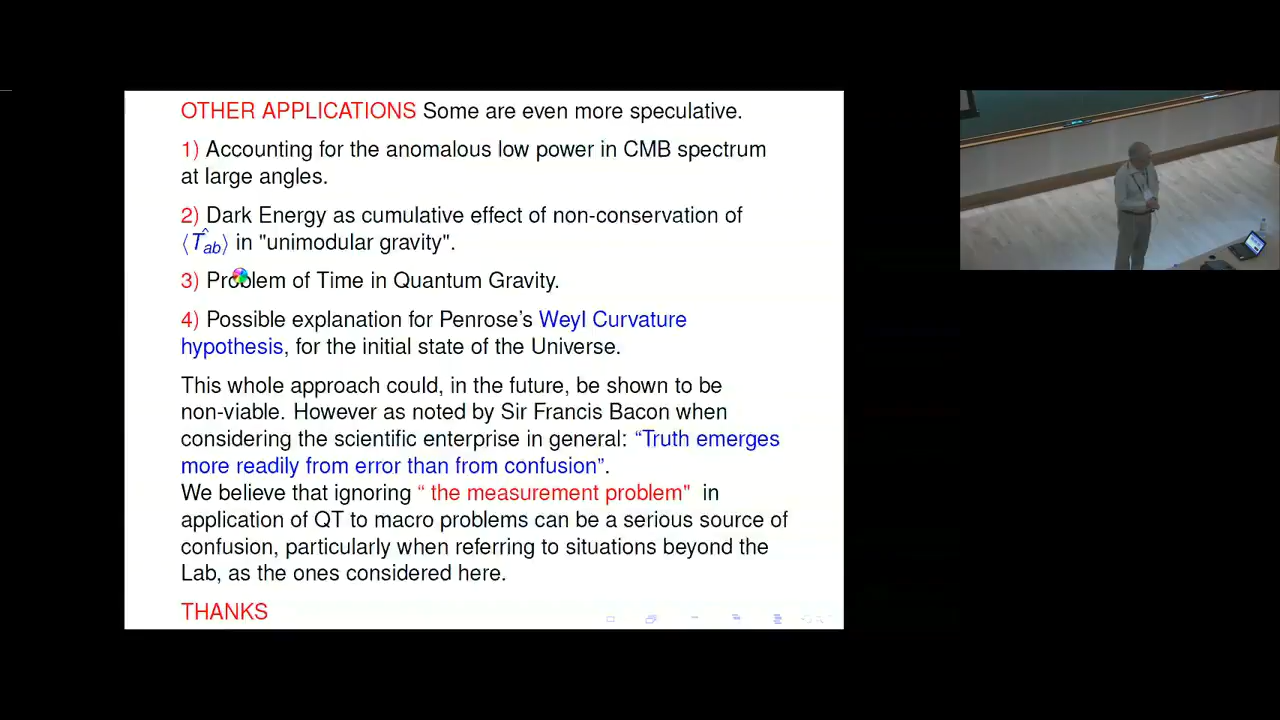 OTHER APPLICATIONS Some are even more speculative.
1) Accounting for the anomalous low power in CMB spectrum
at large angles.
2) Dark Energy as cumulative effect of non-conservation of
⟨T̂_ab⟩ in "unimodular gravity".
3) Problem of Time in Quantum Gravity.
4) Possible explanation for Penrose's Weyl Curvature
hypothesis, for the initial state of the Universe.
This whole approach could, in the future, be shown to be
non-viable. However as noted by Sir Francis Bacon when
considering the scientific enterprise in general: “Truth emerges
more readily from error than from confusion”.
We believe that ignoring “ the measurement problem" in
application of QT to macro problems can be a serious source of
confusion, particularly when referring to situations beyond the
Lab, as the ones considered here.
THANKS